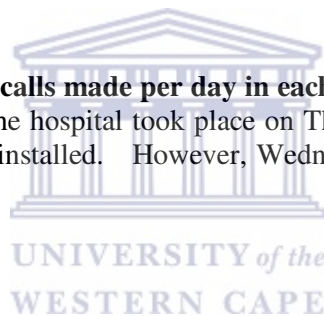 calls made per day in each
he hospital took place on Th
installed. However, Wedn
UNIVERSITY of the
WESTERN CAPE